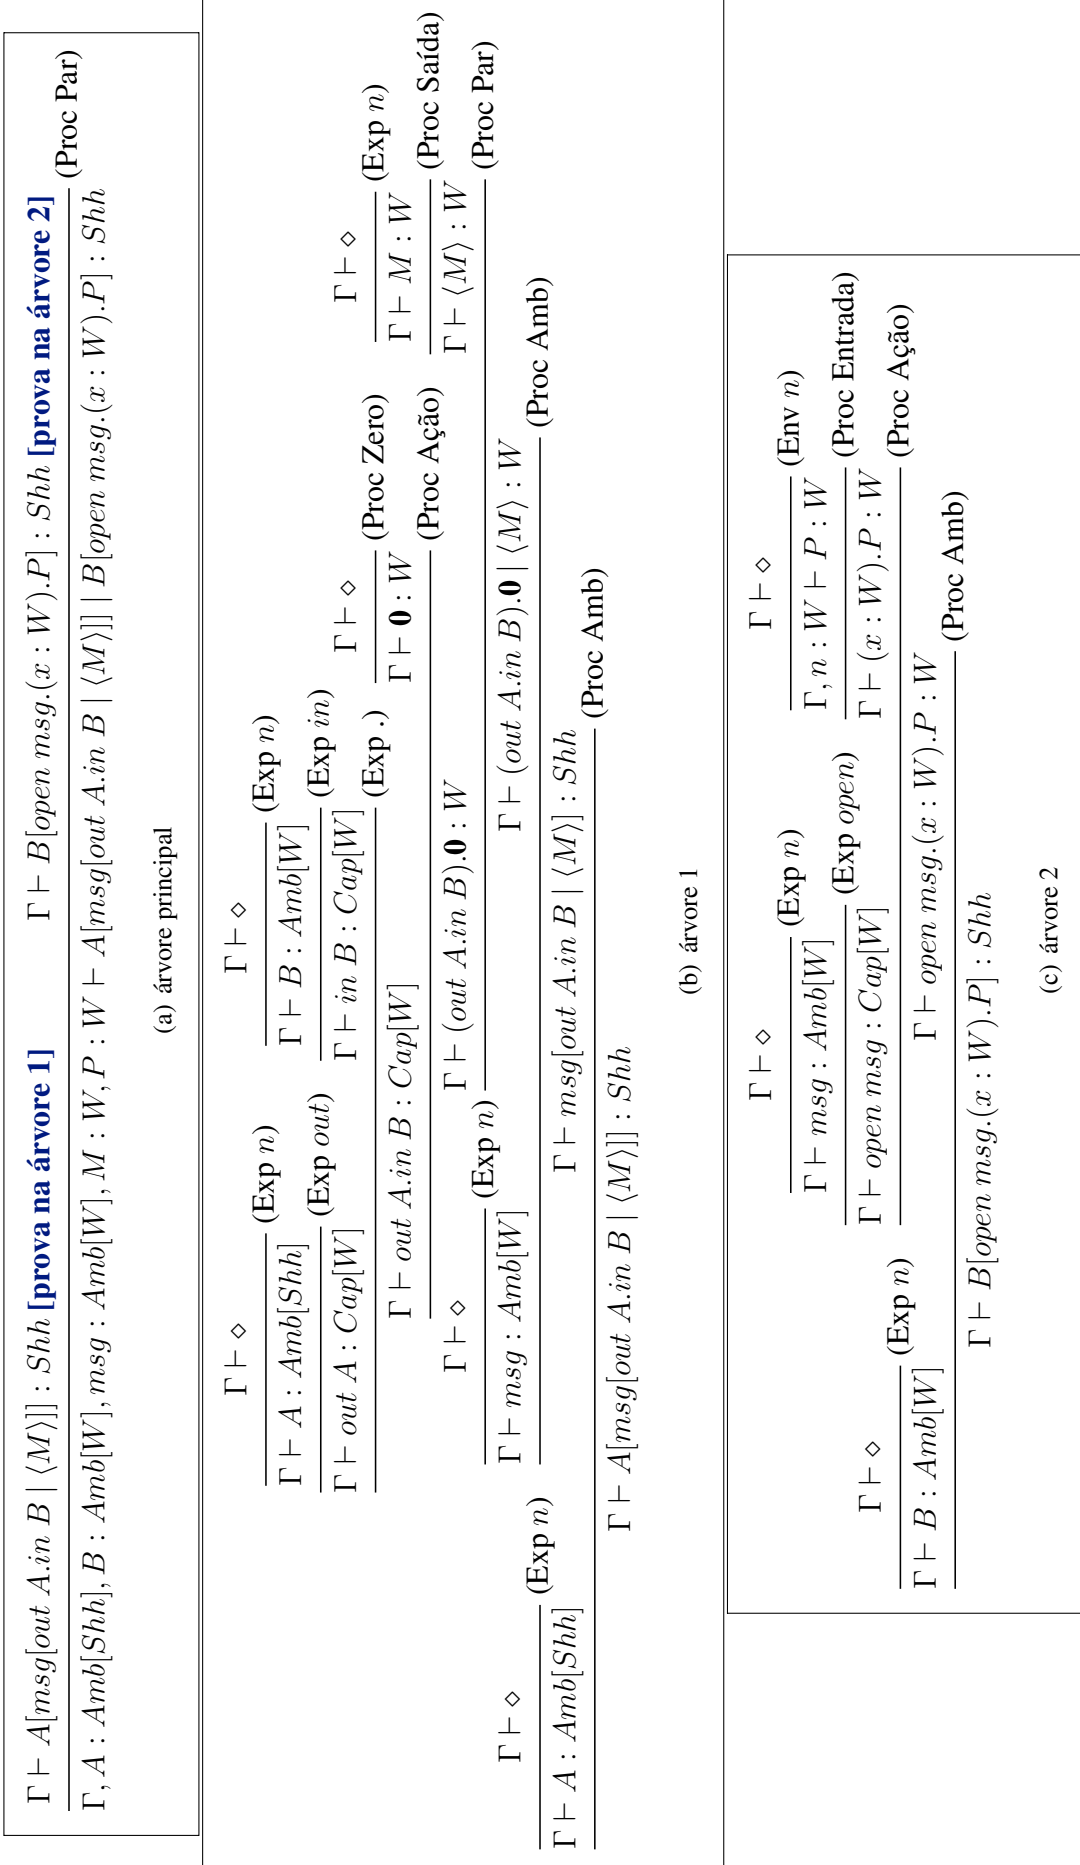 Γ ⊢ A[msg[out A.in B | ⟨M⟩]] : Shh [prova na árvore 1] Γ ⊢ B[open msg.(x : W).P] : Shh [prova na árvore 2]
Γ, A : Amb[Shh], B : Amb[W], msg : Amb[W], M : W, P : W ⊢ A[msg[out A.in B | ⟨M⟩]] | B[open msg.(x : W).P] : Shh (Proc Par)
(a) árvore principal
Γ ⊢ ⋄ Γ ⊢ ⋄
Γ ⊢ A : Amb[Shh] (Exp n) Γ ⊢ B : Amb[W] (Exp n)
Γ ⊢ out A : Cap[W] (Exp out) Γ ⊢ in B : Cap[W] (Exp in) Γ ⊢ ⋄ Γ ⊢ ⋄
Γ ⊢ out A.in B : Cap[W] (Exp .) Γ ⊢ 0 : W (Proc Zero) Γ ⊢ M : W (Exp n)
Γ ⊢ ⋄ Γ ⊢ (out A.in B).0 : W (Proc Ação) Γ ⊢ ⟨M⟩ : W (Proc Saída)
Γ ⊢ ⋄ Γ ⊢ msg : Amb[W] (Exp n) Γ ⊢ (out A.in B).0 | ⟨M⟩ : W (Proc Par)
Γ ⊢ A : Amb[Shh] (Exp n) Γ ⊢ msg[out A.in B | ⟨M⟩] : Shh (Proc Amb)
Γ ⊢ A[msg[out A.in B | ⟨M⟩]] : Shh (Proc Amb)
(b) árvore 1
Γ ⊢ ⋄ Γ ⊢ ⋄
Γ ⊢ msg : Amb[W] (Exp n) Γ, n : W ⊢ P : W (Env n)
Γ ⊢ ⋄ Γ ⊢ open msg : Cap[W] (Exp open) Γ ⊢ (x : W).P : W (Proc Entrada)
Γ ⊢ B : Amb[W] (Exp n) Γ ⊢ open msg.(x : W).P : W (Proc Ação)
Γ ⊢ B[open msg.(x : W).P] : Shh (Proc Amb)
(c) árvore 2